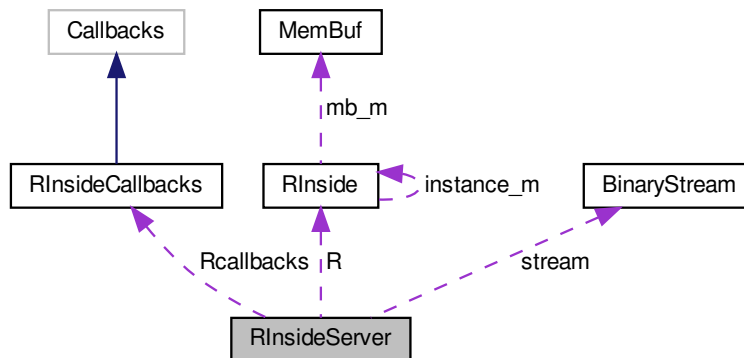 Callbacks
MemBuf
mb_m
RInsideCallbacks
RInside
instance_m
BinaryStream
Rcallbacks
R
stream
RInsideServer